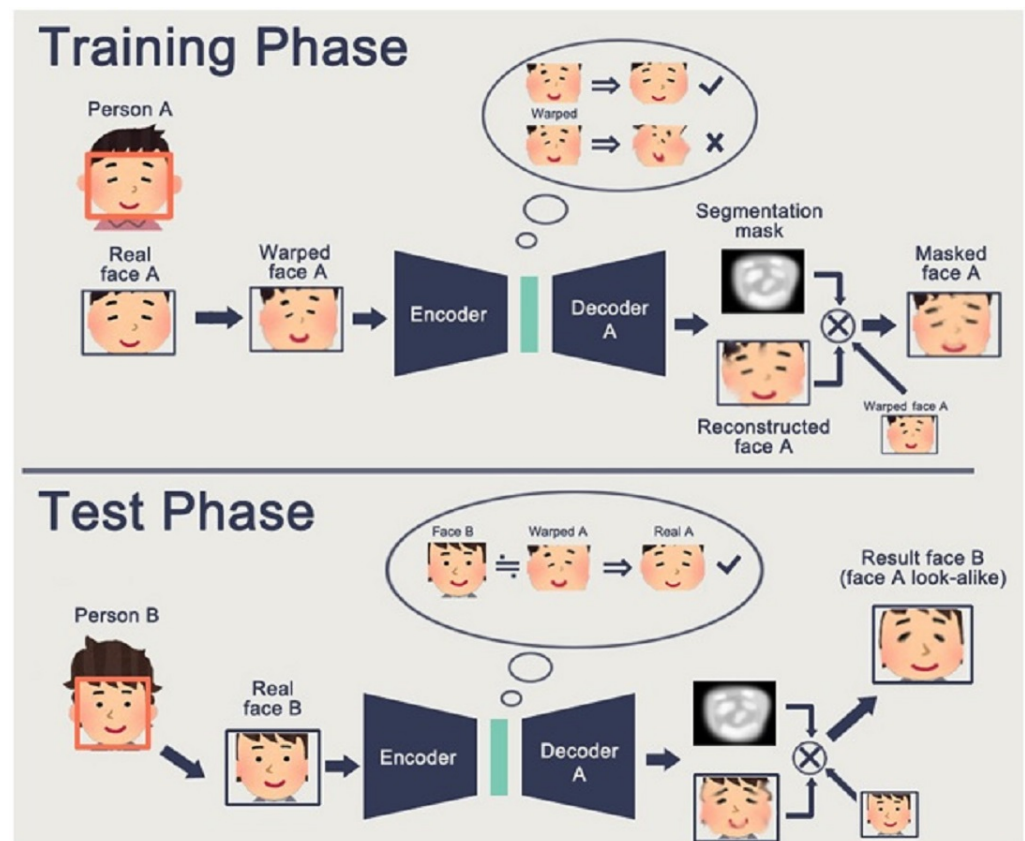 Training Phase
Person A
Warped
Real
face A
Warped
face A
Encoder
Decoder
A
Segmentation
mask
Reconstructed
face A
Masked
face A
Warped face A
Test Phase
Face B
Warped A
Real A
Person B
Real
face B
Encoder
Decoder
A
Result face B
(face A look-alike)